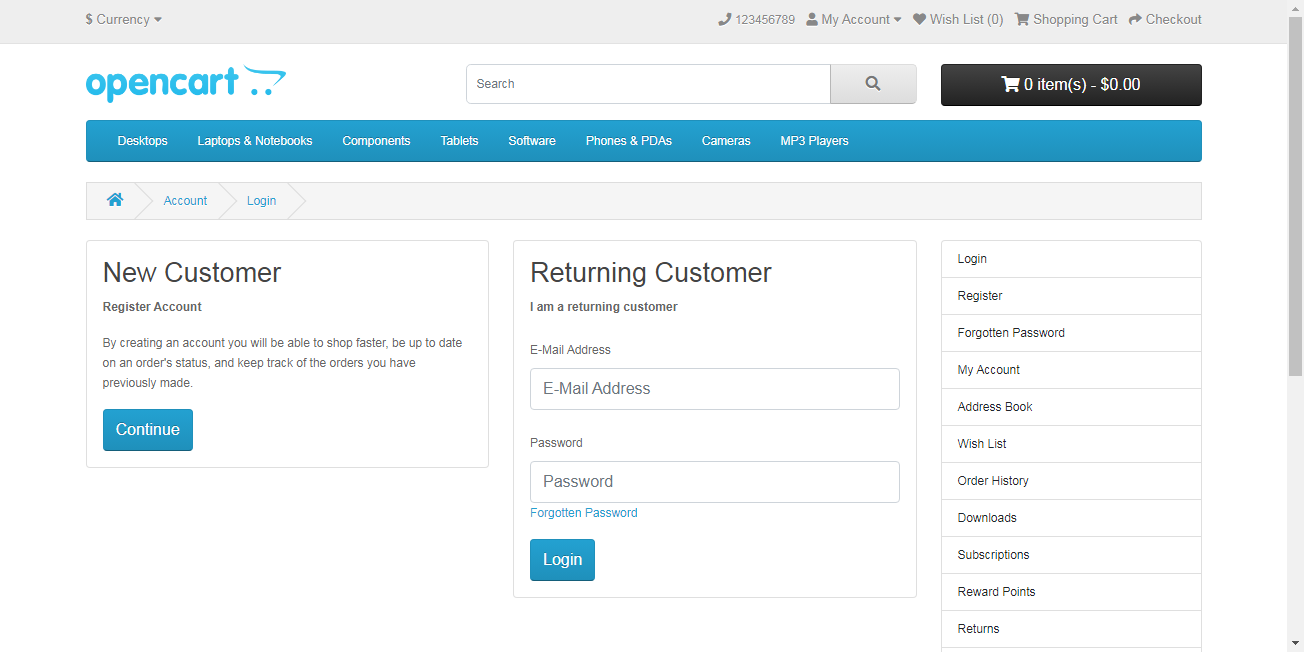 $ Currency
123456789 My Account Wish List (0) Shopping Cart Checkout
opencart
Search
0 item(s) - $0.00
Desktops Laptops & Notebooks Components Tablets Software Phones & PDAs Cameras MP3 Players
Account Login
New Customer
Register Account
By creating an account you will be able to shop faster, be up to date
on an order's status, and keep track of the orders you have
previously made.
Continue
Returning Customer
I am a returning customer
E-Mail Address
E-Mail Address
Password
Password
Forgotten Password
Login
Login
Register
Forgotten Password
My Account
Address Book
Wish List
Order History
Downloads
Subscriptions
Reward Points
Returns